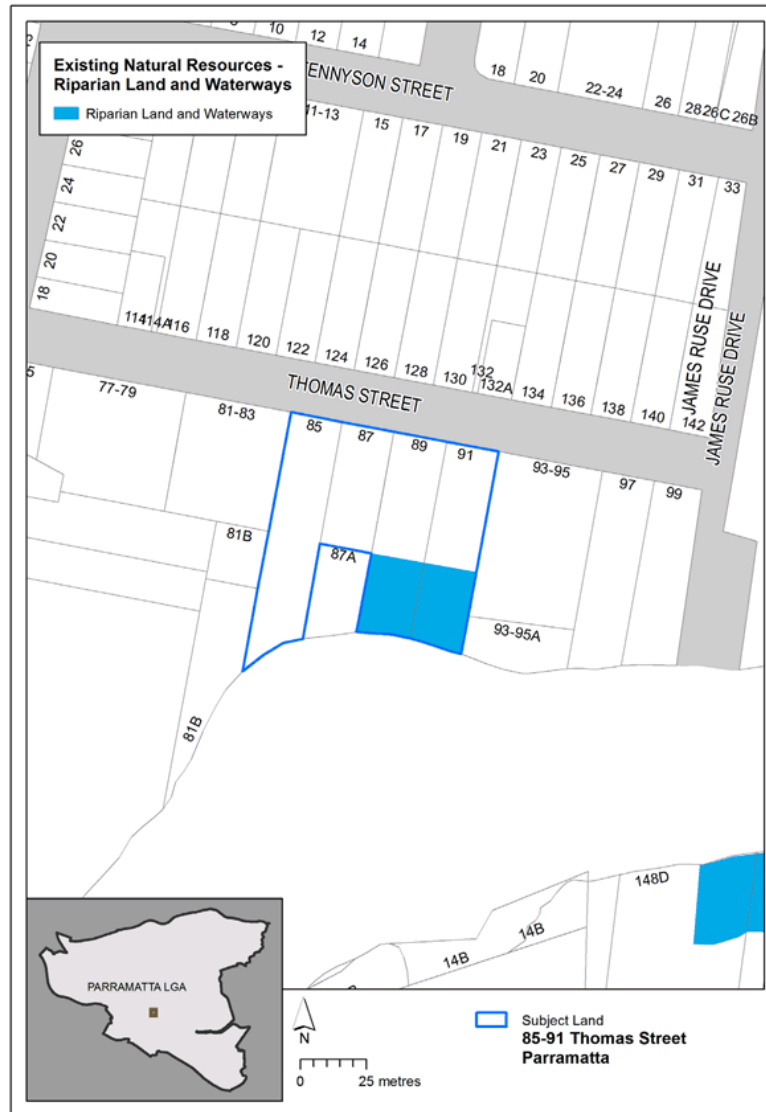 10
12
14
18
20
22-24
26
28
26C
26B
Existing Natural Resources -
Riparian Land and Waterways
Riparian Land and Waterways
TENNYSON STREET
11-13
15
17
19
21
23
25
27
29
31
33
26
24
22
20
18
JAMES RUSE DRIVE
JAMES RUSE DRIVE
114
114A
116
118
120
122
124
126
128
130
132
132A
134
136
138
140
142
THOMAS STREET
77-79
81-83
85
87
89
91
93-95
97
99
81B
87A
93-95A
81B
148D
14B
14B
PARRAMATTA LGA
N
0
25 metres
Subject Land
85-91 Thomas Street
Parramatta